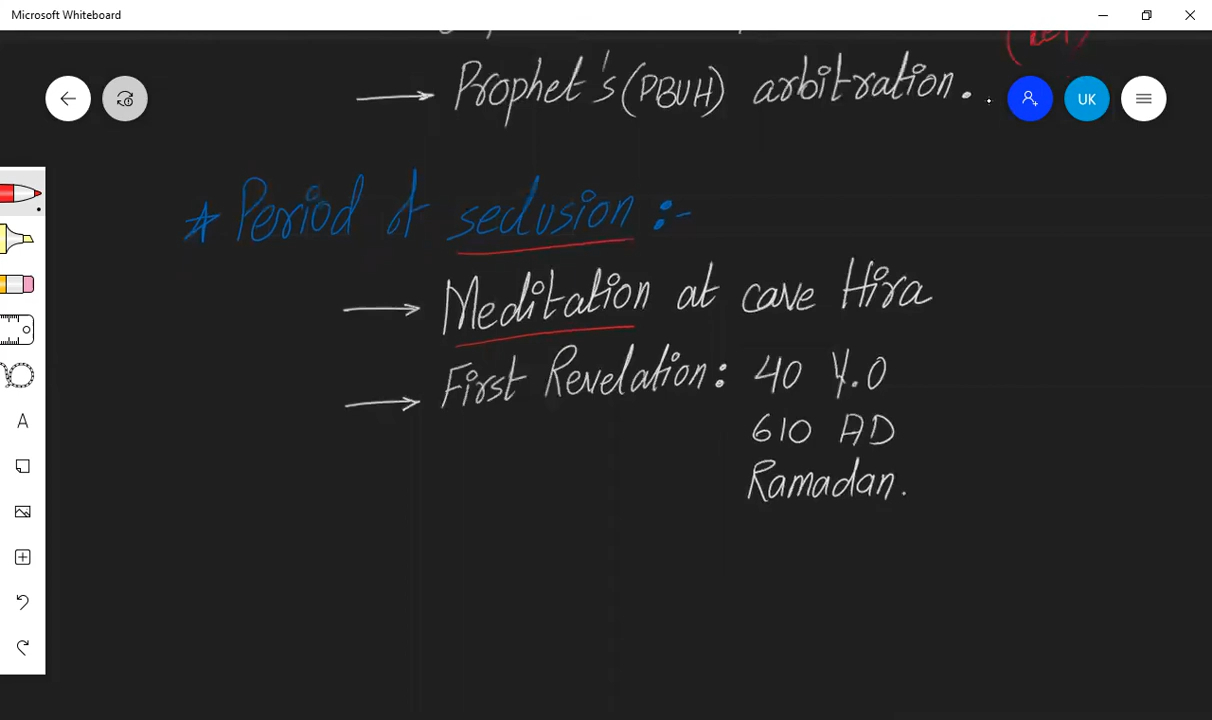 Microsoft Whiteboard
→ Prophet's (PBUH) arbitration.
UK
* Period of seclusion :-
→ Meditation at cave Hira
→ First Revelation: 40 Y.O
610 AD
Ramadan.
A